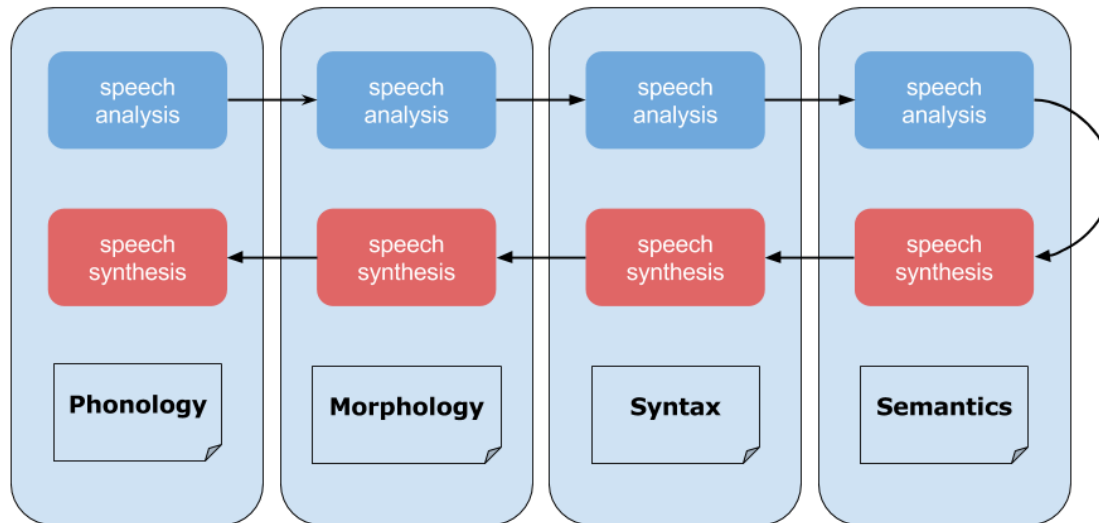 speech
analysis
speech
analysis
speech
analysis
speech
analysis
speech
synthesis
speech
synthesis
speech
synthesis
speech
synthesis
Phonology
Morphology
Syntax
Semantics